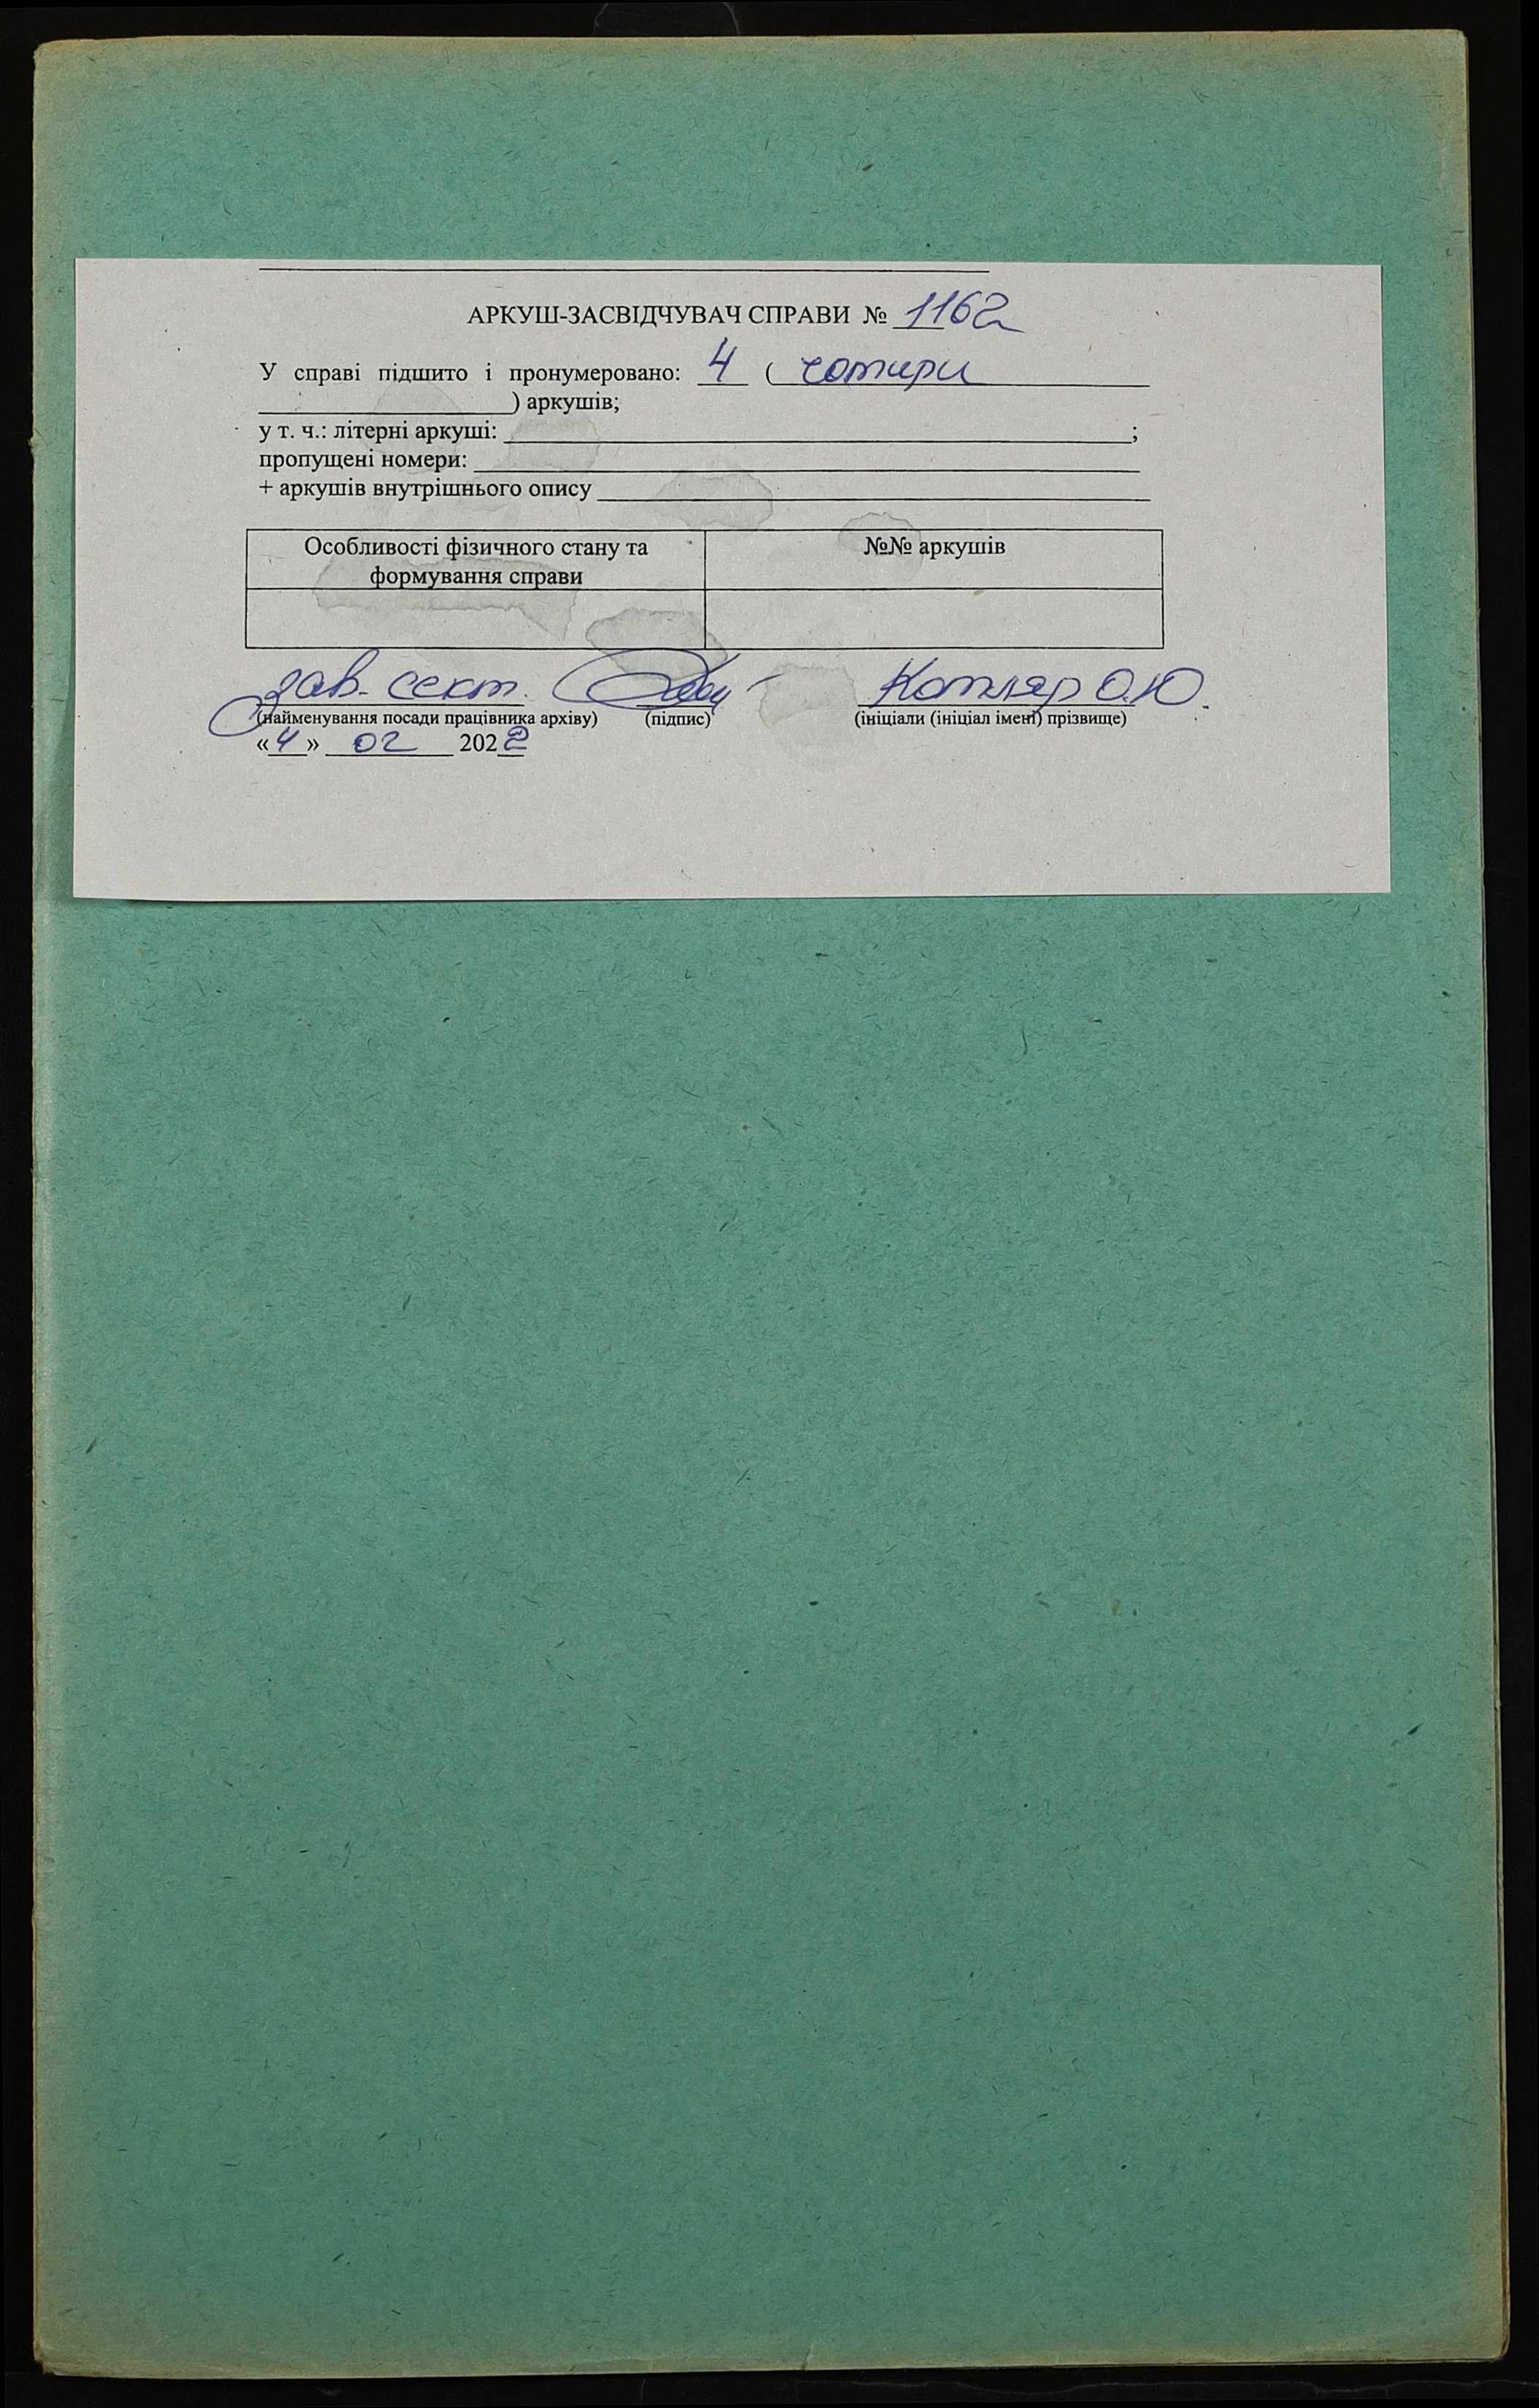 АРКУШ-ЗАСВІДЧУВАЧ СПРАВИ № 1162
У справі підшито і пронумеровано: 4 ( чотири
) аркушів;
у т. ч.: літерні аркуші: ;
пропущені номери:
+ аркушів внутрішнього опису
Особливості фізичного стану та формування справи
№№ аркушів
зав. сект. Котляр О.Ю.
(найменування посади працівника архіву) (підпис) (ініціали (ініціал імені) прізвище)
«4» 02 2022